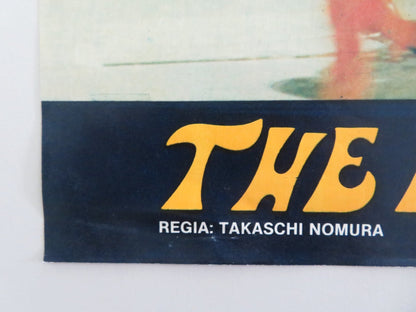 THE
REGIA: TAKASCHI NOMURA